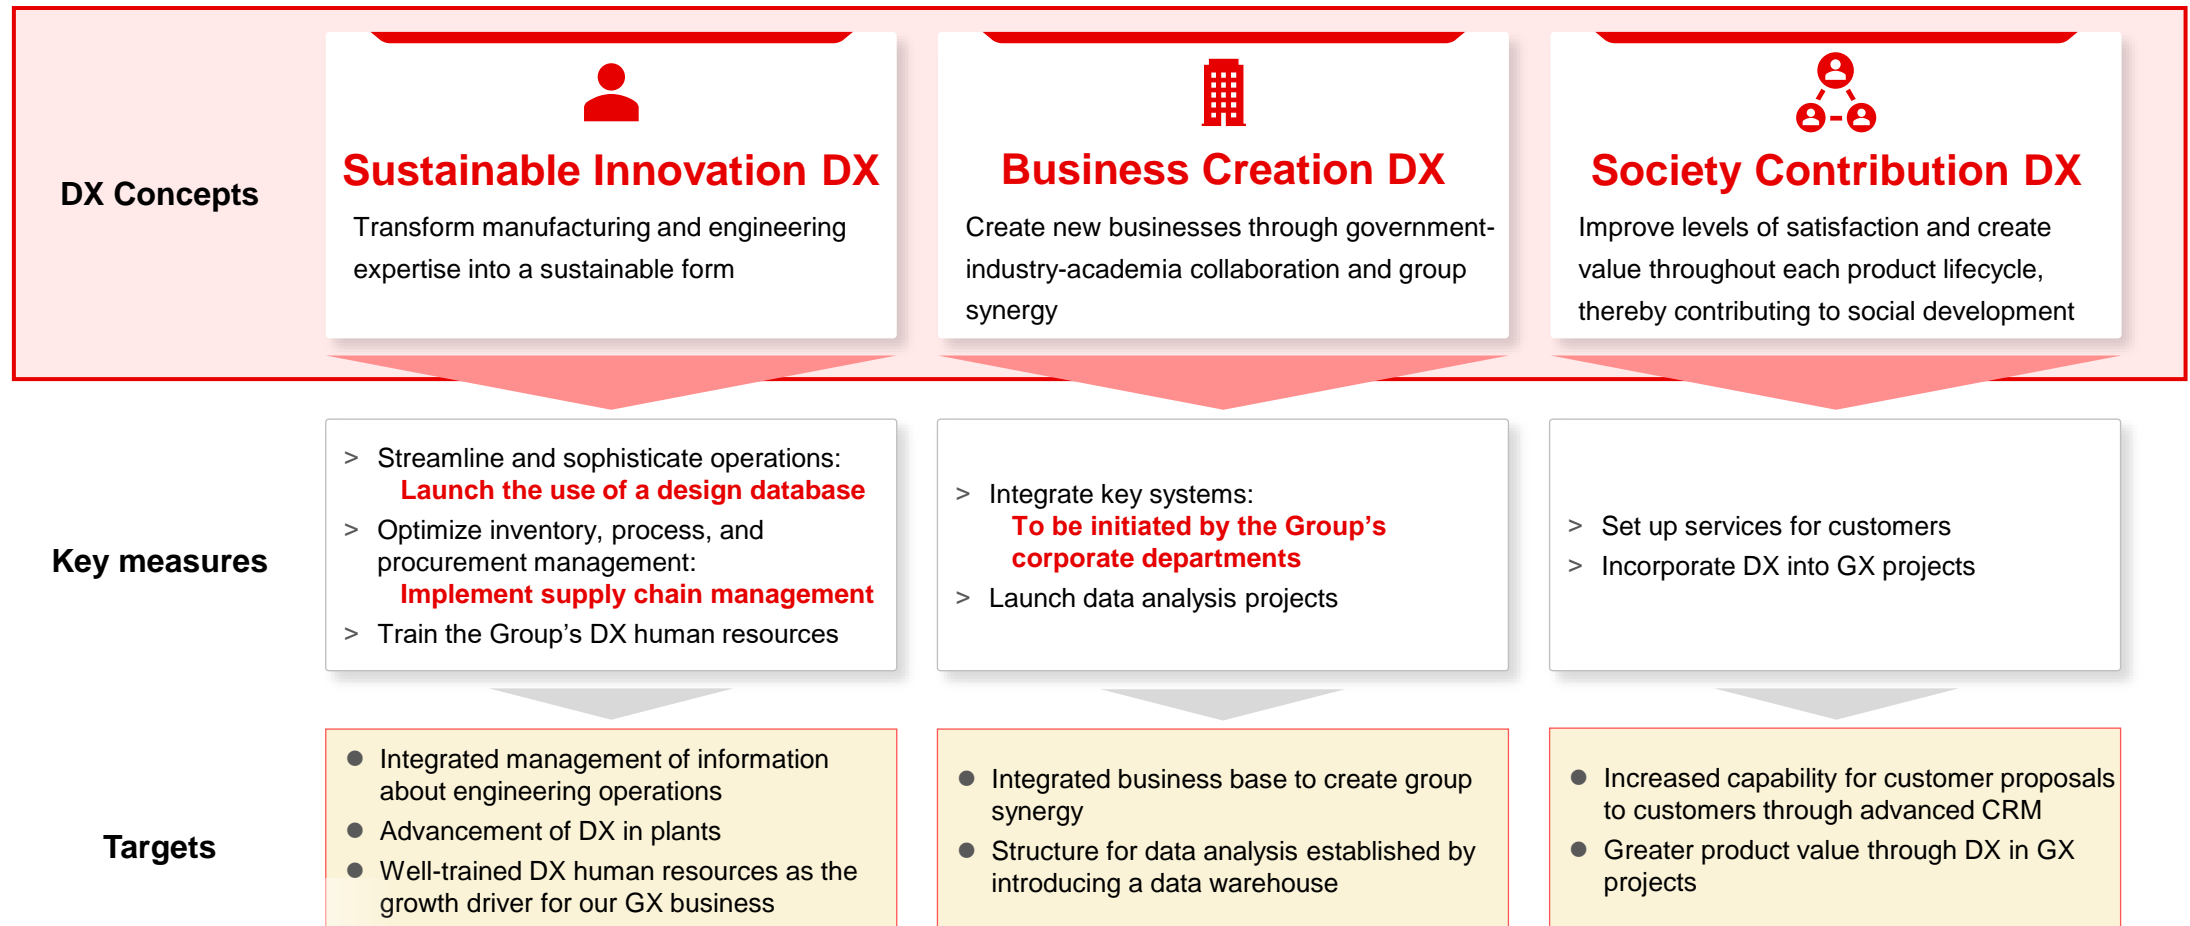 DX Concepts
Sustainable Innovation DX
Transform manufacturing and engineering
expertise into a sustainable form
Business Creation DX
Create new businesses through government-
industry-academia collaboration and group
synergy
Society Contribution DX
Improve levels of satisfaction and create
value throughout each product lifecycle,
thereby contributing to social development
Key measures
> Streamline and sophisticate operations:
Launch the use of a design database
> Optimize inventory, process, and
procurement management:
Implement supply chain management
> Train the Group’s DX human resources
> Integrate key systems:
To be initiated by the Group’s
corporate departments
> Launch data analysis projects
> Set up services for customers
> Incorporate DX into GX projects
Targets
● Integrated management of information
about engineering operations
● Advancement of DX in plants
● Well-trained DX human resources as the
growth driver for our GX business
● Integrated business base to create group
synergy
● Structure for data analysis established by
introducing a data warehouse
● Increased capability for customer proposals
to customers through advanced CRM
● Greater product value through DX in GX
projects